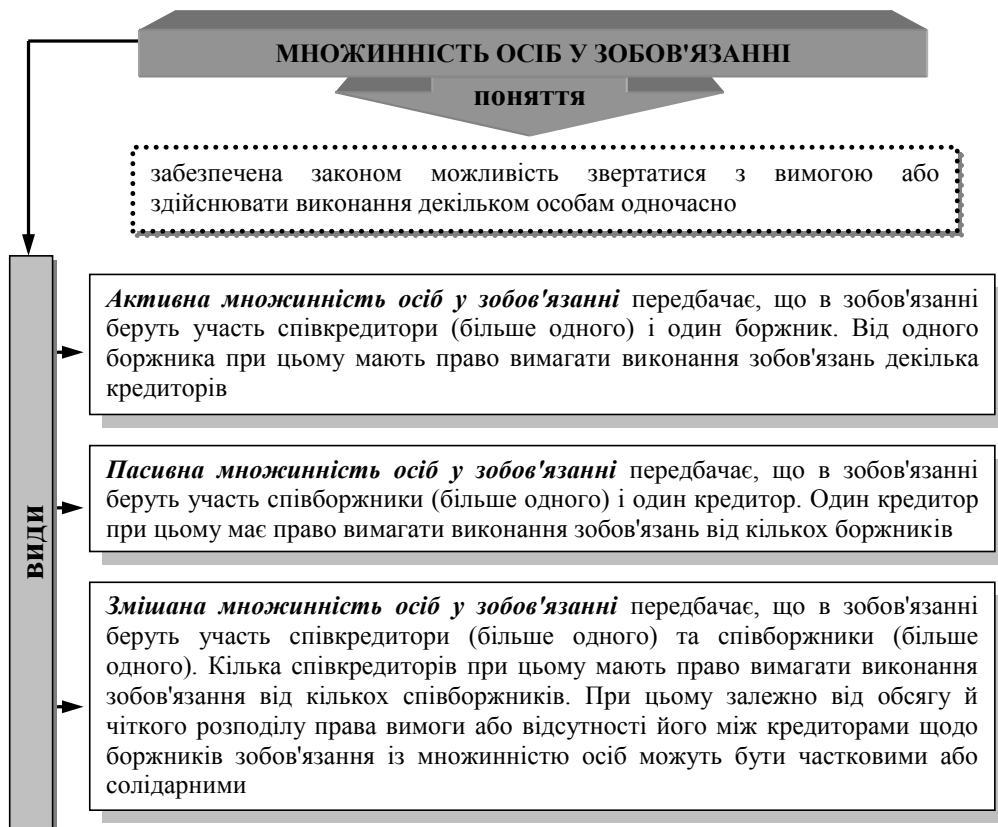 МНОЖИННІСТЬ ОСІБ У ЗОБОВ'ЯЗАННІ
поняття
забезпечена законом можливість звертатися з вимогою або
здійснювати виконання декільком особам одночасно
ВИДИ
Активна множинність осіб у зобов'язанні передбачає, що в зобов'язанні
беруть участь співкредитори (більше одного) і один боржник. Від одного
боржника при цьому мають право вимагати виконання зобов'язань декілька
кредиторів
Пасивна множинність осіб у зобов'язанні передбачає, що в зобов'язанні
беруть участь співборжники (більше одного) і один кредитор. Один кредитор
при цьому має право вимагати виконання зобов'язань від кількох боржників
Змішана множинність осіб у зобов'язанні передбачає, що в зобов'язанні
беруть участь співкредитори (більше одного) та співборжники (більше
одного). Кілька співкредиторів при цьому мають право вимагати виконання
зобов'язання від кількох співборжників. При цьому залежно від обсягу й
чіткого розподілу права вимоги або відсутності його між кредиторами щодо
боржників зобов'язання із множинністю осіб можуть бути частковими або
солідарними